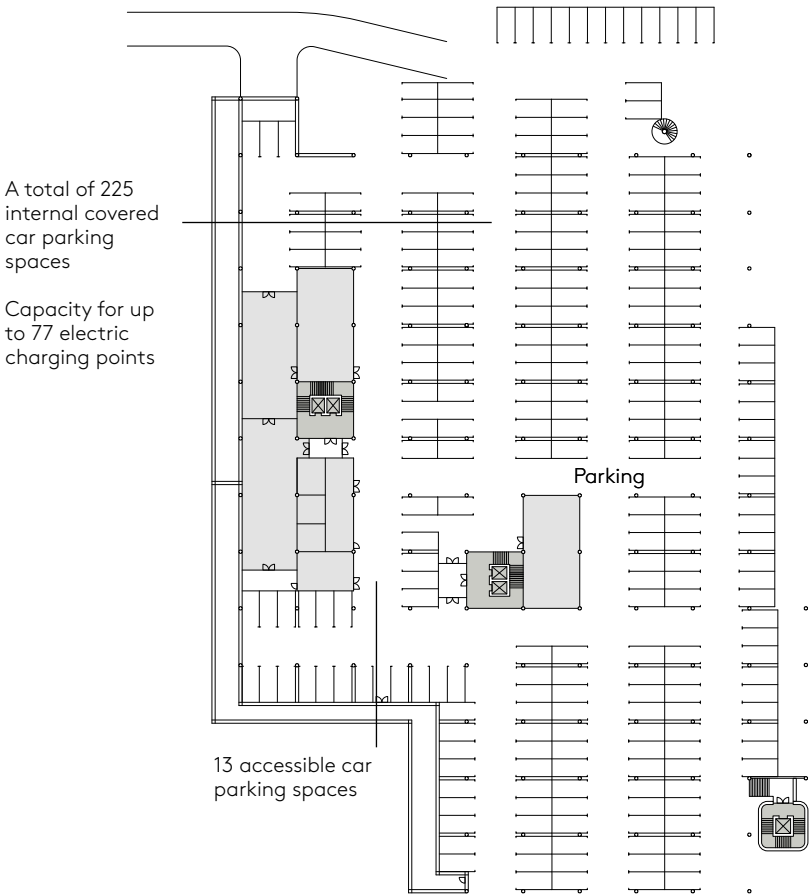 A total of 225
internal covered
car parking
spaces
Capacity for up
to 77 electric
charging points
Parking
13 accessible car
parking spaces